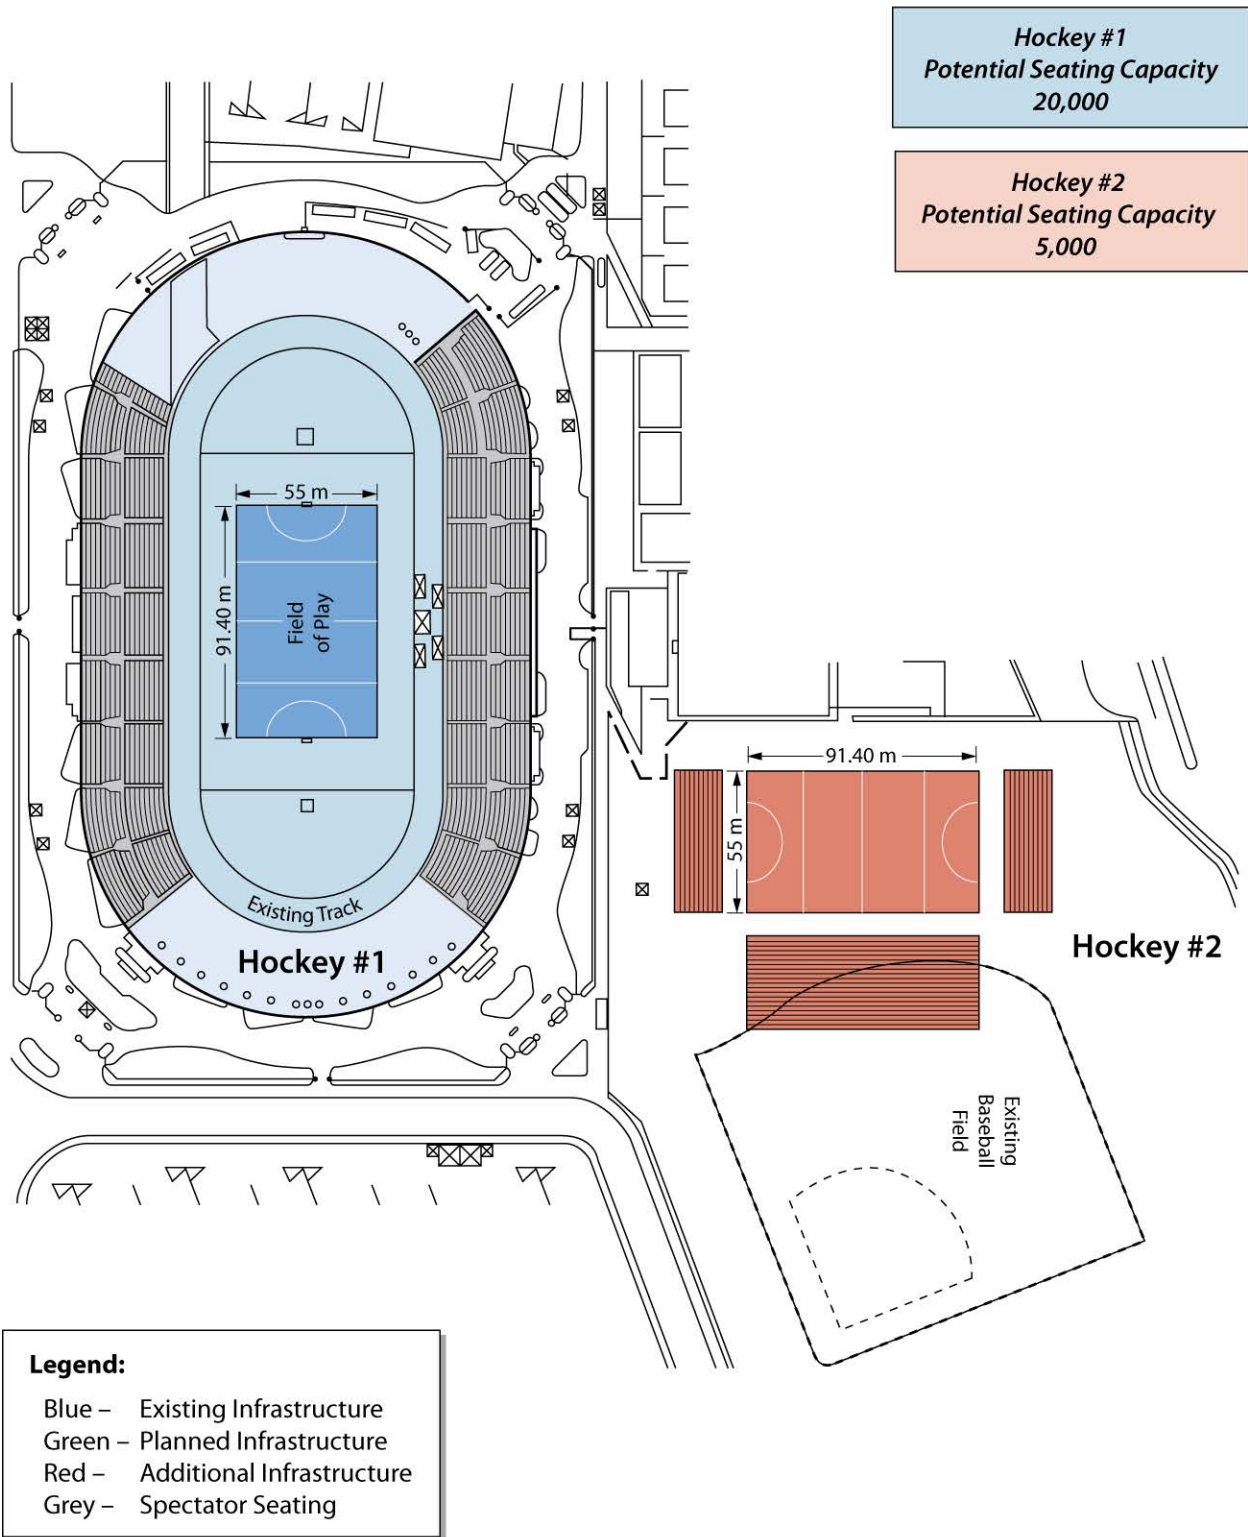 Hockey #1
Potential Seating Capacity
20,000
Hockey #2
Potential Seating Capacity
5,000
55 m
91.40 m
Field
of Play
Existing Track
Hockey #1
91.40 m
55 m
Hockey #2
Existing
Baseball
Field
Legend:
Blue – Existing Infrastructure
Green – Planned Infrastructure
Red – Additional Infrastructure
Grey – Spectator Seating